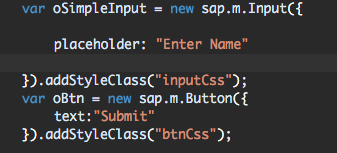 var oSimpleInput = new sap.m.Input({
placeholder: "Enter Name"
}).addStyleClass("inputCss");
var oBtn = new sap.m.Button({
text:"Submit"
}).addStyleClass("btnCss");